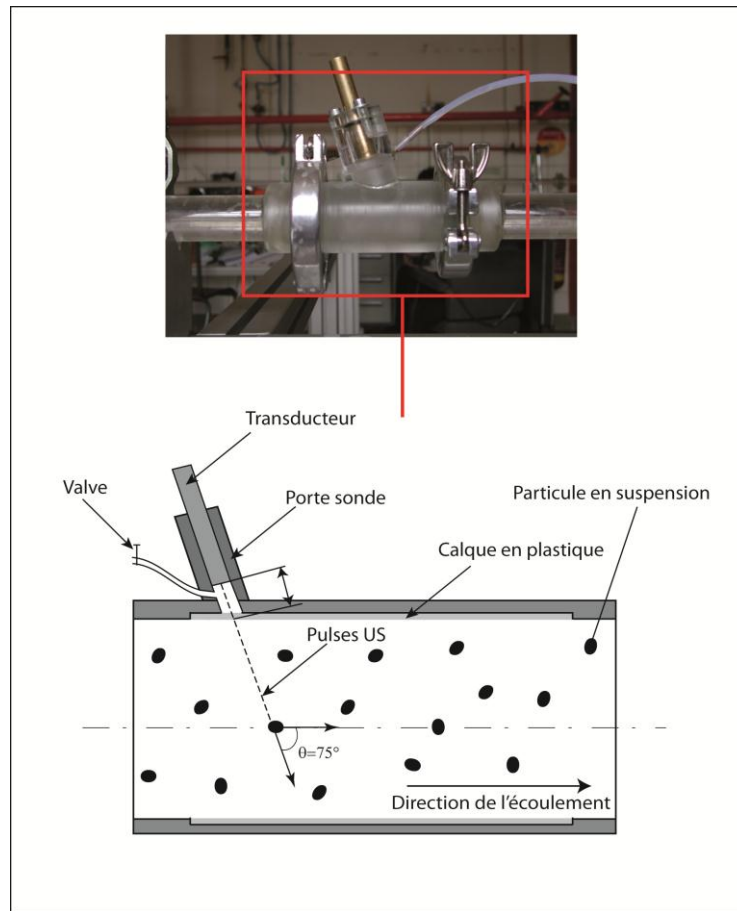 Transducteur
Valve
Porte sonde
Particule en suspension
Calque en plastique
Pulses US
θ=75°
Direction de l'écoulement